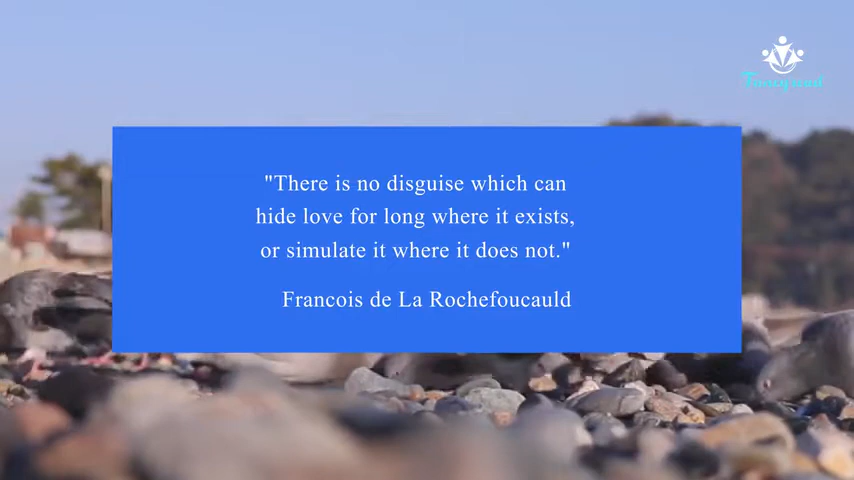 "There is no disguise which can
hide love for long where it exists,
or simulate it where it does not."
Francois de La Rochefoucauld